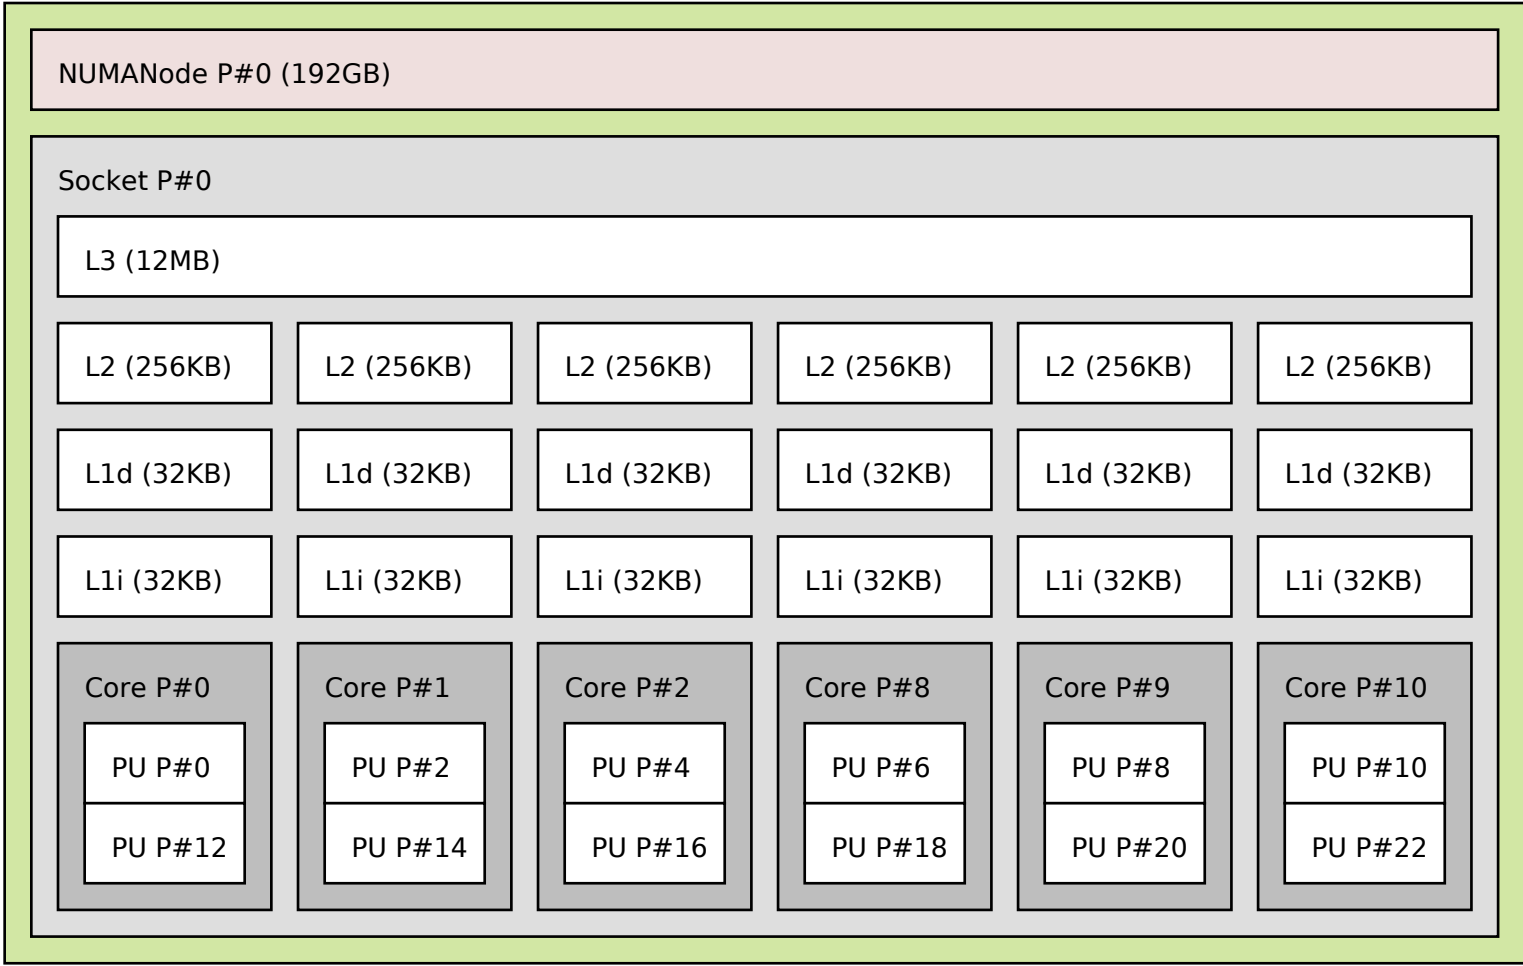 NUMANode P#0 (192GB)
Socket P#0
L3 (12MB)
L2 (256KB) L2 (256KB) L2 (256KB) L2 (256KB) L2 (256KB) L2 (256KB)
L1d (32KB) L1d (32KB) L1d (32KB) L1d (32KB) L1d (32KB) L1d (32KB)
L1i (32KB) L1i (32KB) L1i (32KB) L1i (32KB) L1i (32KB) L1i (32KB)
Core P#0 Core P#1 Core P#2 Core P#8 Core P#9 Core P#10
PU P#0 PU P#2 PU P#4 PU P#6 PU P#8 PU P#10
PU P#12 PU P#14 PU P#16 PU P#18 PU P#20 PU P#22